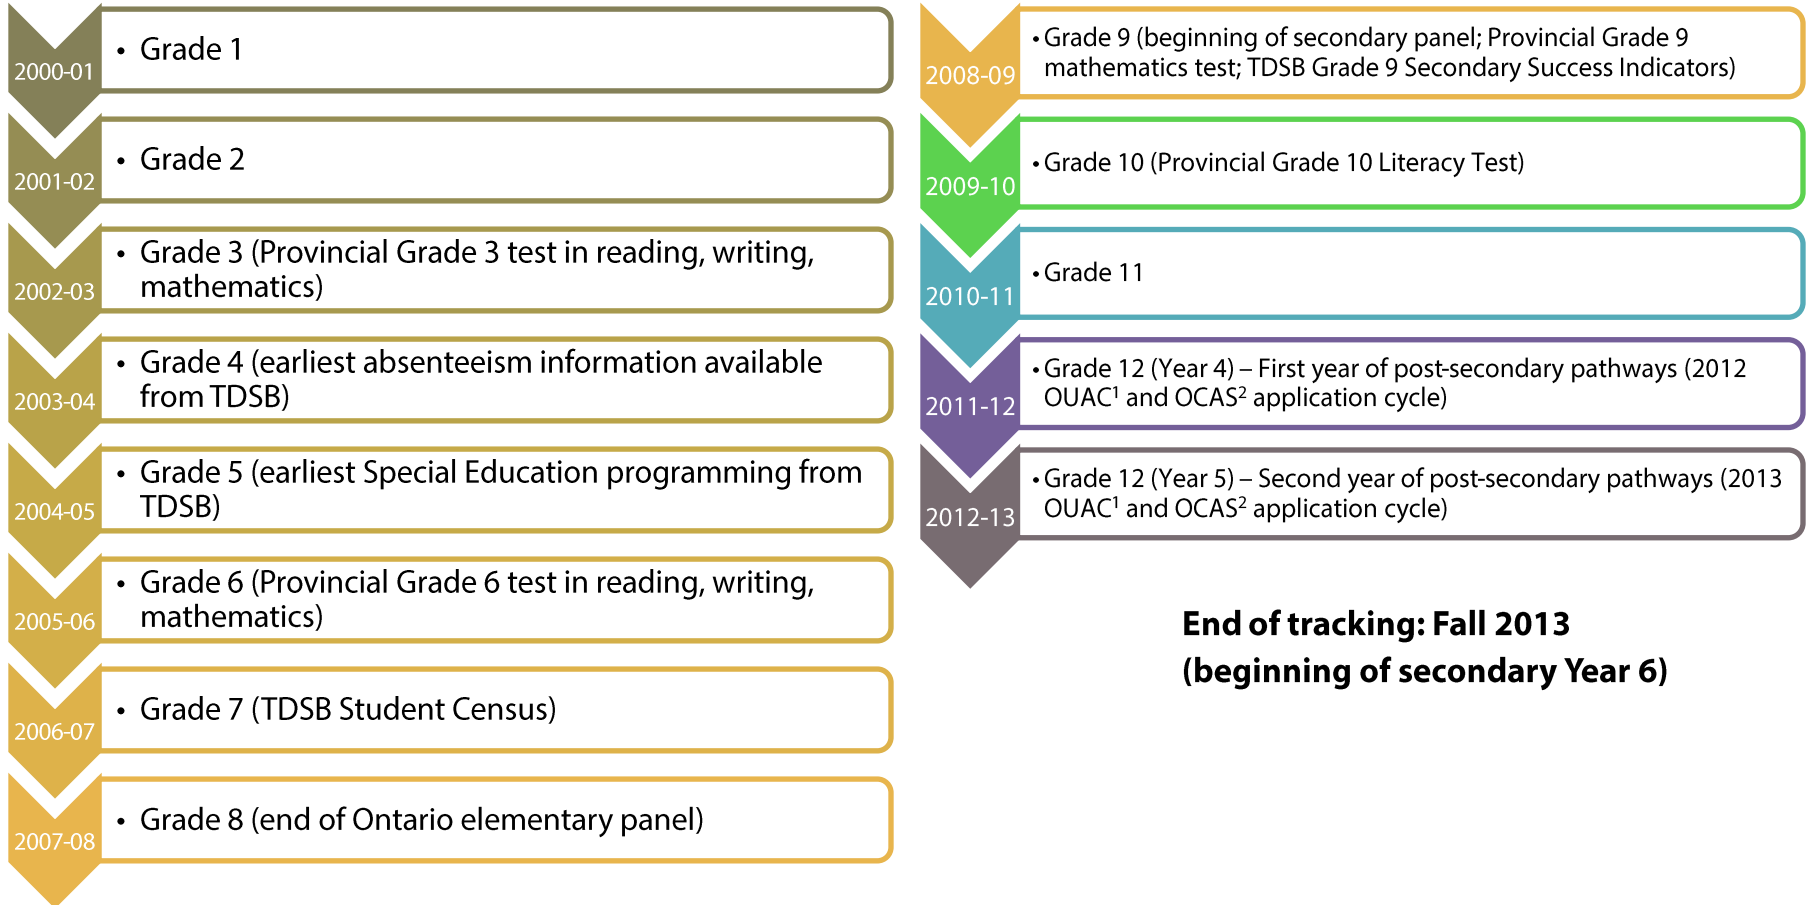 2000-01
• Grade 1
2001-02
• Grade 2
2002-03
• Grade 3 (Provincial Grade 3 test in reading, writing,
mathematics)
2003-04
• Grade 4 (earliest absenteeism information available
from TDSB)
2004-05
• Grade 5 (earliest Special Education programming from
TDSB)
2005-06
• Grade 6 (Provincial Grade 6 test in reading, writing,
mathematics)
2006-07
• Grade 7 (TDSB Student Census)
2007-08
• Grade 8 (end of Ontario elementary panel)
2008-09
• Grade 9 (beginning of secondary panel; Provincial Grade 9
mathematics test; TDSB Grade 9 Secondary Success Indicators)
2009-10
• Grade 10 (Provincial Grade 10 Literacy Test)
2010-11
• Grade 11
2011-12
• Grade 12 (Year 4) – First year of post-secondary pathways (2012
OUAC¹ and OCAS² application cycle)
2012-13
• Grade 12 (Year 5) – Second year of post-secondary pathways (2013
OUAC¹ and OCAS² application cycle)
End of tracking: Fall 2013
(beginning of secondary Year 6)